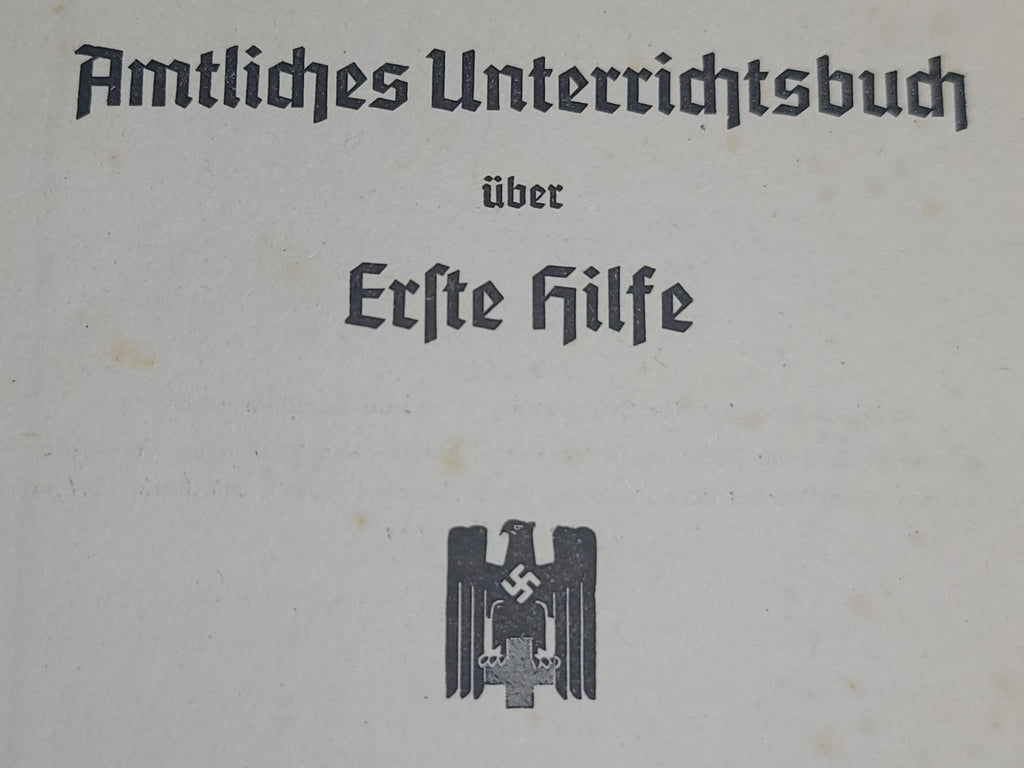 Amtliches Unterrichtsbuch
über
Erſte Hilfe